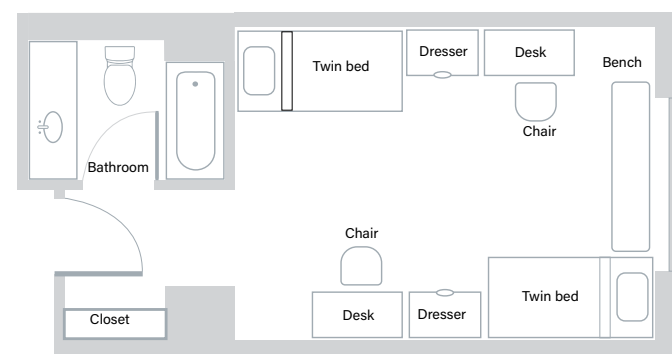 Twin bed
Dresser
Desk
Bench
Chair
Bathroom
Chair
Closet
Desk
Dresser
Twin bed